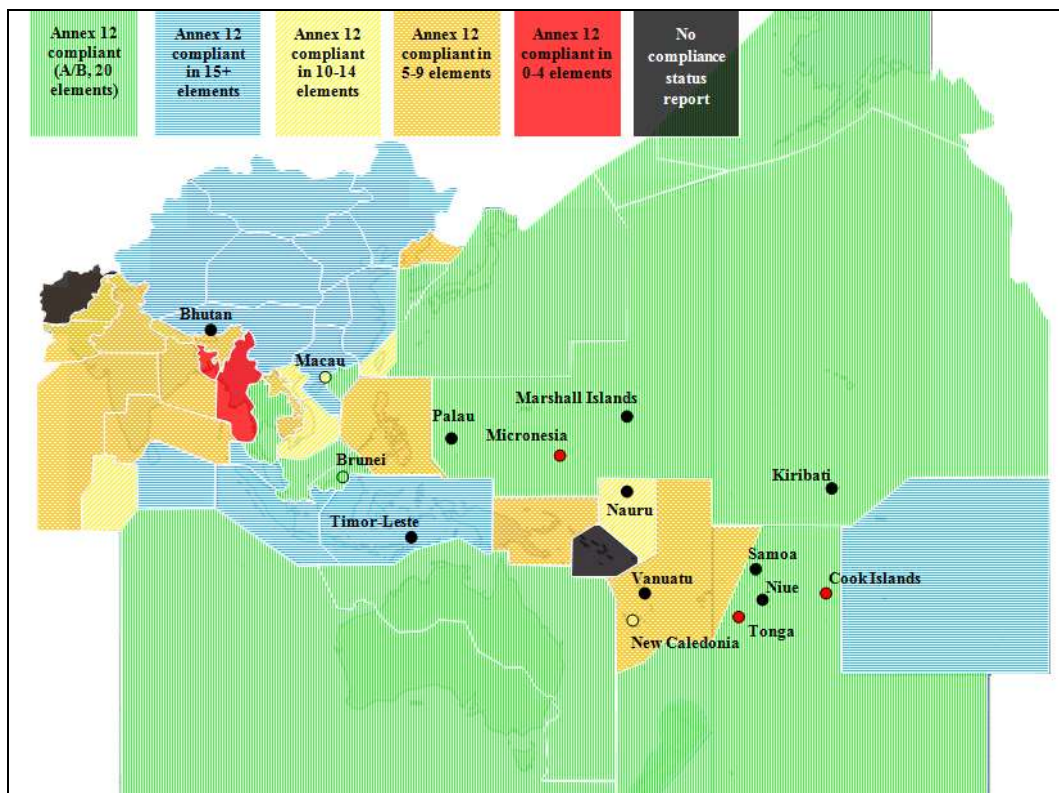 Annex 12
compliant
(A/B, 20
elements)
Annex 12
compliant
in 15+
elements
Annex 12
compliant
in 10-14
elements
Annex 12
compliant in
5-9 elements
Annex 12
compliant in
0-4 elements
No
compliance
status
report
Bhutan
Macau
Marshall Islands
Palau
Micronesia
Brunei
Kiribati
Nauru
Timor-Leste
Samoa
Vanuatu
Niue
Cook Islands
Tonga
New Caledonia